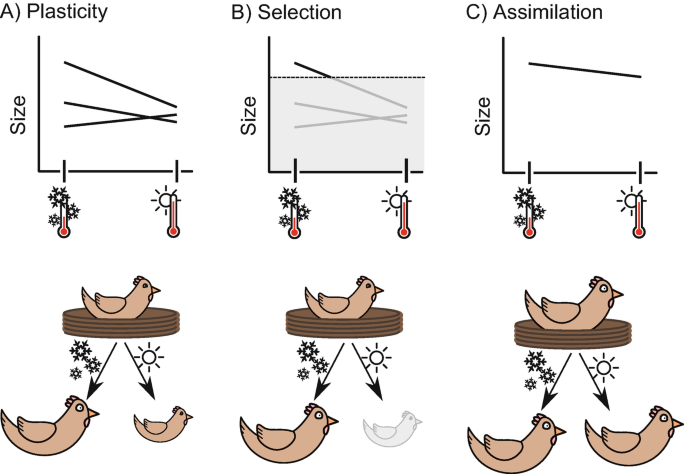 A) Plasticity
B) Selection
C) Assimilation
Size
Size
Size